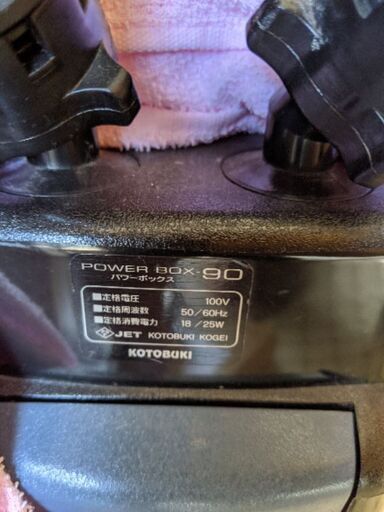 POWER BOX-90
パワーボックス
■定格電圧 100V
■定格周波数 50/60Hz
■定格消費電力 18/25W
JET KOTOBUKI KOGEI
KOTOBUKI